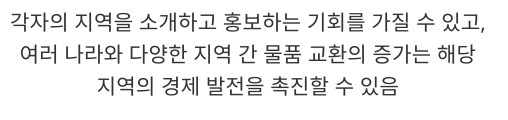 각자의 지역을 소개하고 홍보하는 기회를 가질 수 있고,
여러 나라와 다양한 지역 간 물품 교환의 증가는 해당
지역의 경제 발전을 촉진할 수 있음